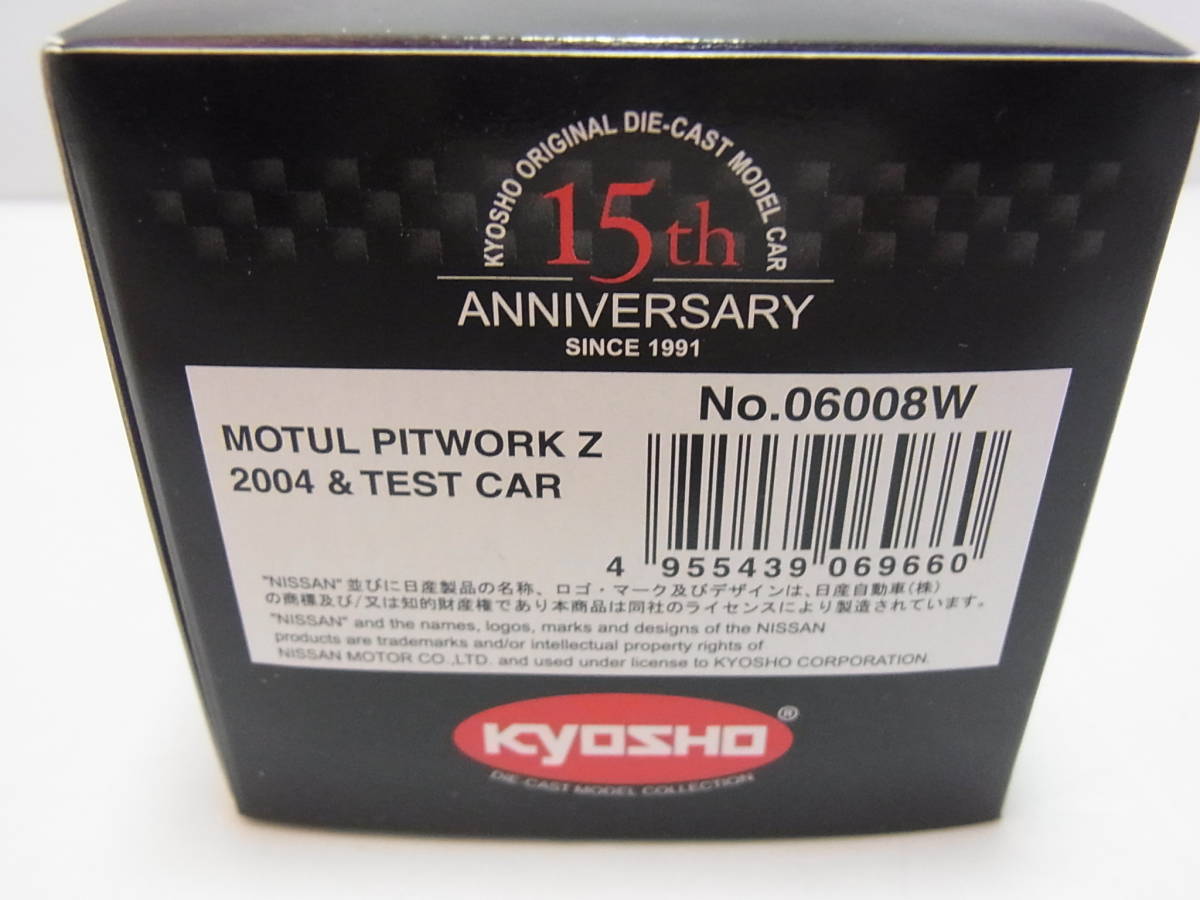 KYOSHO ORIGINAL DIE-CAST MODEL CAR
15th
ANNIVERSARY
SINCE 1991
No.06008W
MOTUL PITWORK Z
2004 & TEST CAR
4 955439 069660
"NISSAN" 並びに日産製品の名称、ロゴ・マーク及びデザインは、日産自動車(株)
の商標及び/又は知的財産権であり本商品は同社のライセンスにより製造されています。
"NISSAN" and the names, logos, marks and designs of the NISSAN
products are trademarks and/or intellectual property rights of
NISSAN MOTOR CO.,LTD. and used under license to KYOSHO CORPORATION.
KYOSHO ®
DIE-CAST MODEL COLLECTION